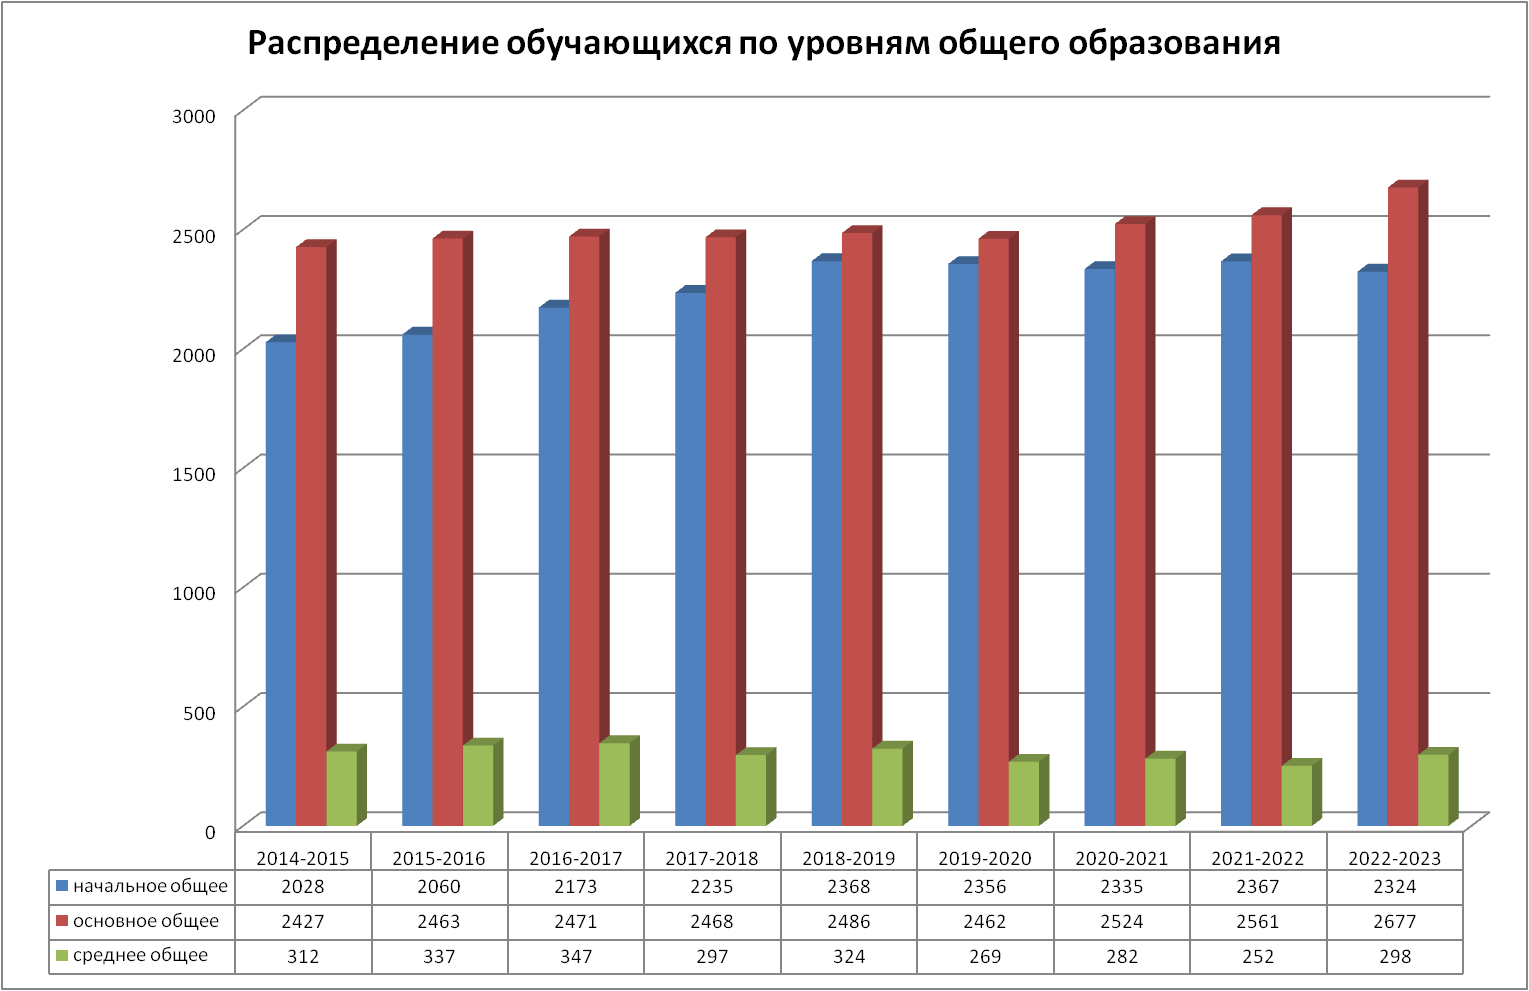 Распределение обучающихся по уровням общего образования
3000
2500
2000
1500
1000
500
0
2014-2015 2015-2016 2016-2017 2017-2018 2018-2019 2019-2020 2020-2021 2021-2022 2022-2023
начальное общее 2028 2060 2173 2235 2368 2356 2335 2367 2324
основное общее 2427 2463 2471 2468 2486 2462 2524 2561 2677
среднее общее 312 337 347 297 324 269 282 252 298